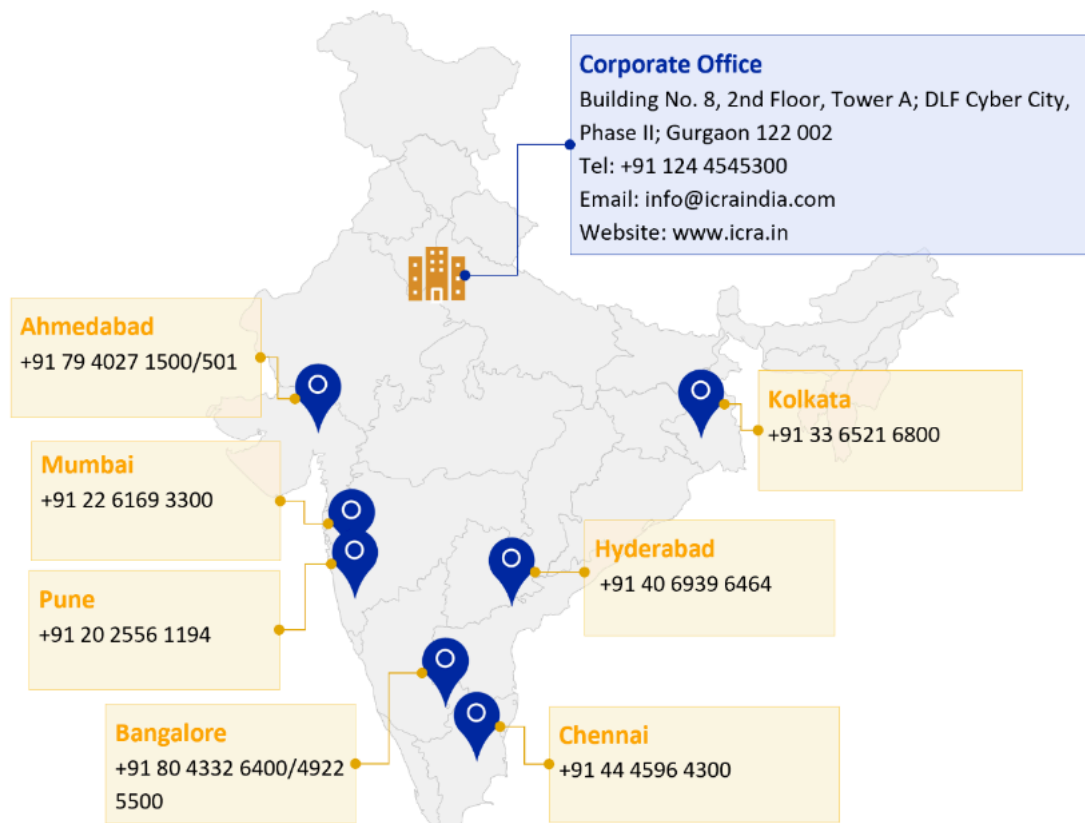 Corporate Office
Building No. 8, 2nd Floor, Tower A; DLF Cyber City,
Phase II; Gurgaon 122 002
Tel: +91 124 4545300
Email: info@icraindia.com
Website: www.icra.in
Ahmedabad
+91 79 4027 1500/501
Kolkata
+91 33 6521 6800
Mumbai
+91 22 6169 3300
Hyderabad
+91 40 6939 6464
Pune
+91 20 2556 1194
Bangalore
+91 80 4332 6400/4922
5500
Chennai
+91 44 4596 4300